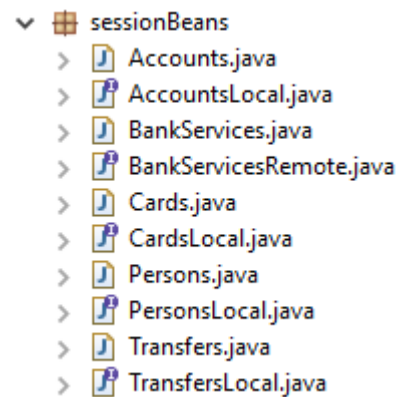 sessionBeans
Accounts.java
AccountsLocal.java
BankServices.java
BankServicesRemote.java
Cards.java
CardsLocal.java
Persons.java
PersonsLocal.java
Transfers.java
TransfersLocal.java